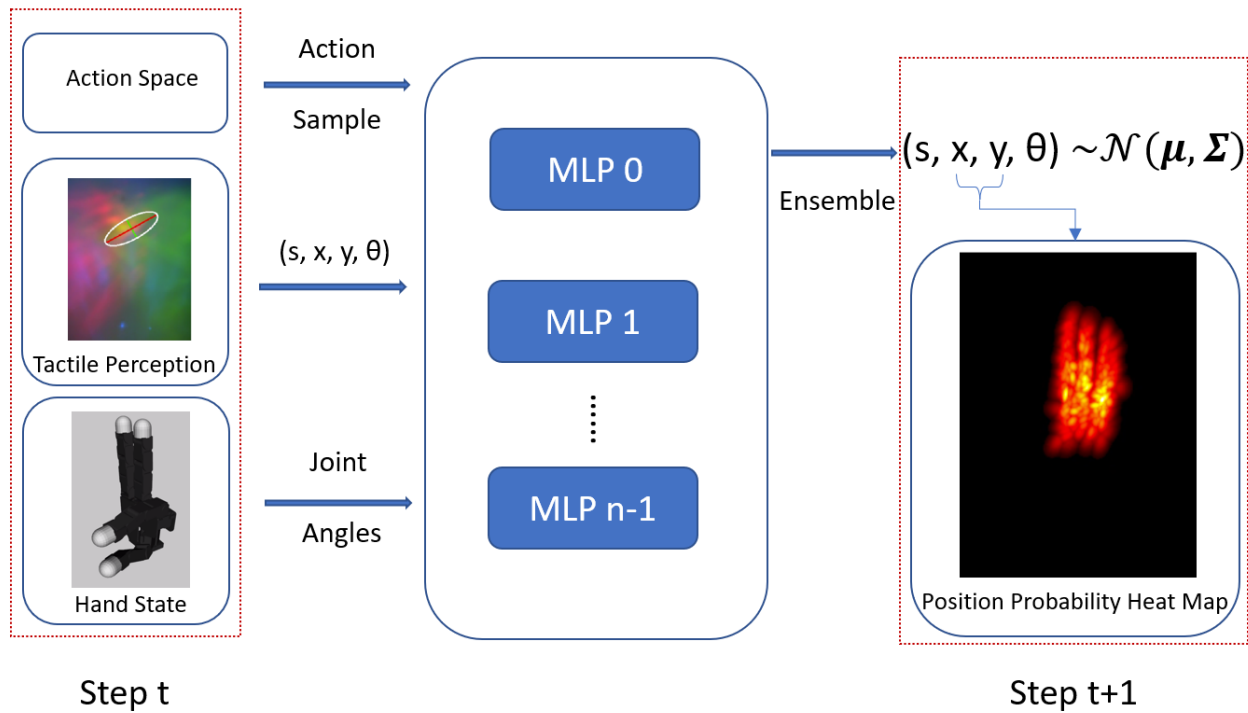 Action Space
Tactile Perception
Hand State
Step t
Action
Sample
(s, x, y, θ)
Joint
Angles
MLP 0
MLP 1
MLP n-1
Ensemble
(s, x, y, θ) ~𝒩(𝝁, 𝜮)
Position Probability Heat Map
Step t+1